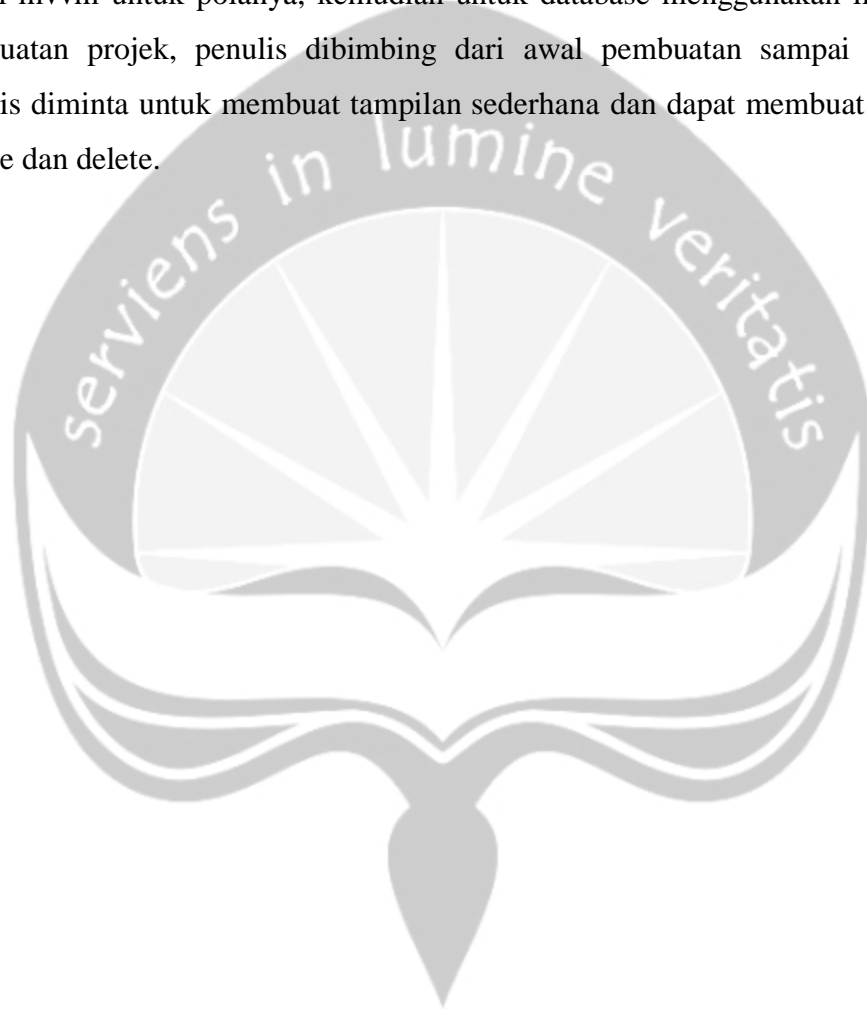 untuk polanya, kemudian untuk database menggunakan
uatan projek, penulis dibimbing dari awal pembuatan sampai
is diminta untuk membuat tampilan sederhana dan dapat membuat
e dan delete.
serviens in lumine veritatis